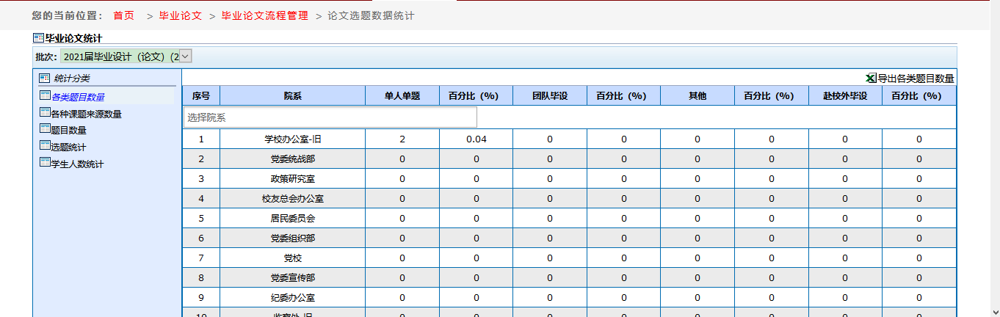 您的当前位置： 首页 > 毕业论文 > 毕业论文流程管理 > 论文选题数据统计
毕业论文统计
批次: 2021届毕业设计（论文）(2
统计分类
各类题目数量
各种课题来源数量
题目数量
选题统计
学生人数统计
导出各类题目数量
序号 院系 单人单题 百分比（%） 团队毕设 百分比（%） 其他 百分比（%） 赴校外毕设 百分比（%）
选择院系
1 学校办公室-旧 2 0.04 0 0 0 0 0 0
2 党委统战部 0 0 0 0 0 0 0 0
3 政策研究室 0 0 0 0 0 0 0 0
4 校友总会办公室 0 0 0 0 0 0 0 0
5 居民委员会 0 0 0 0 0 0 0 0
6 党委组织部 0 0 0 0 0 0 0 0
7 党校 0 0 0 0 0 0 0 0
8 党委宣传部 0 0 0 0 0 0 0 0
9 纪委办公室 0 0 0 0 0 0 0 0